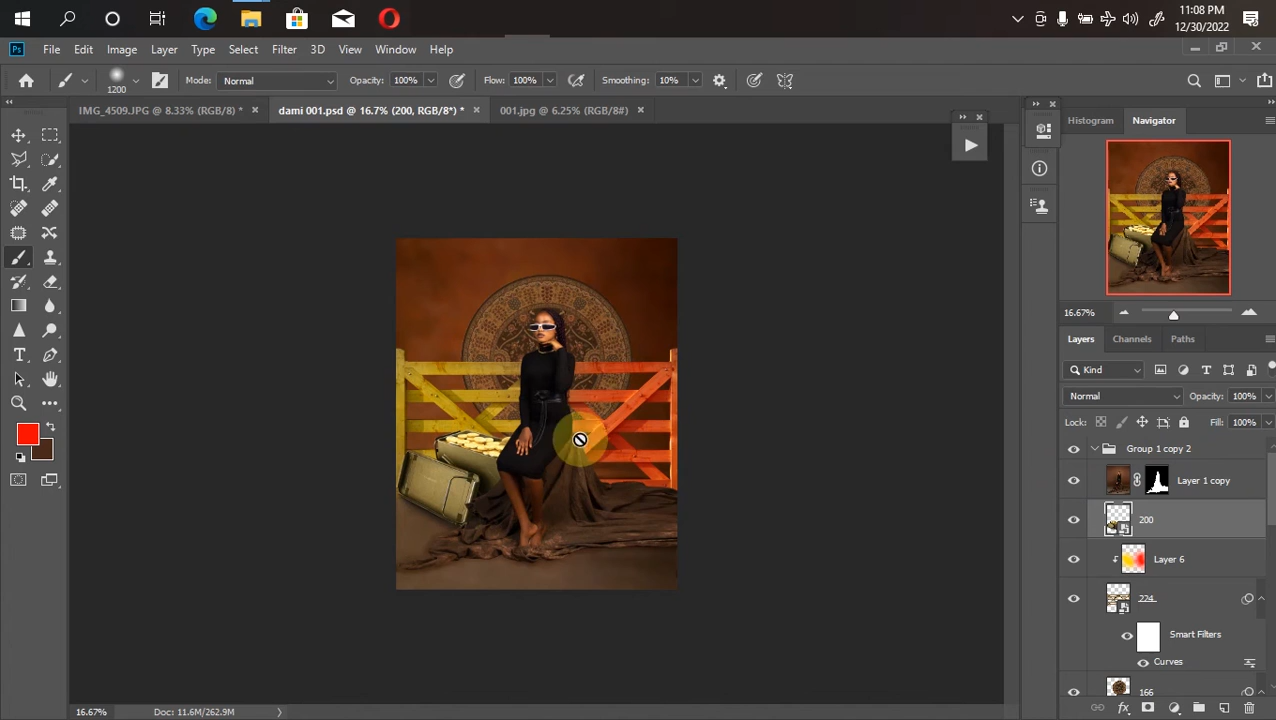 11:08 PM
12/30/2022
Ps File Edit Image Layer Type Select Filter 3D View Window Help
1200 Mode: Normal Opacity: 100% Flow: 100% Smoothing: 10%
IMG_4509.JPG @ 8.33% (RGB/8) * dami 001.psd @ 16.7% (200, RGB/8*) * 001.jpg @ 6.25% (RGB/8#)
Histogram Navigator
16.67%
Layers Channels Paths
Kind
Normal Opacity: 100%
Lock: Fill: 100%
Group 1 copy 2
Layer 1 copy
200
Layer 6
224
Smart Filters
Curves
166
16.67% Doc: 11.6M/262.9M